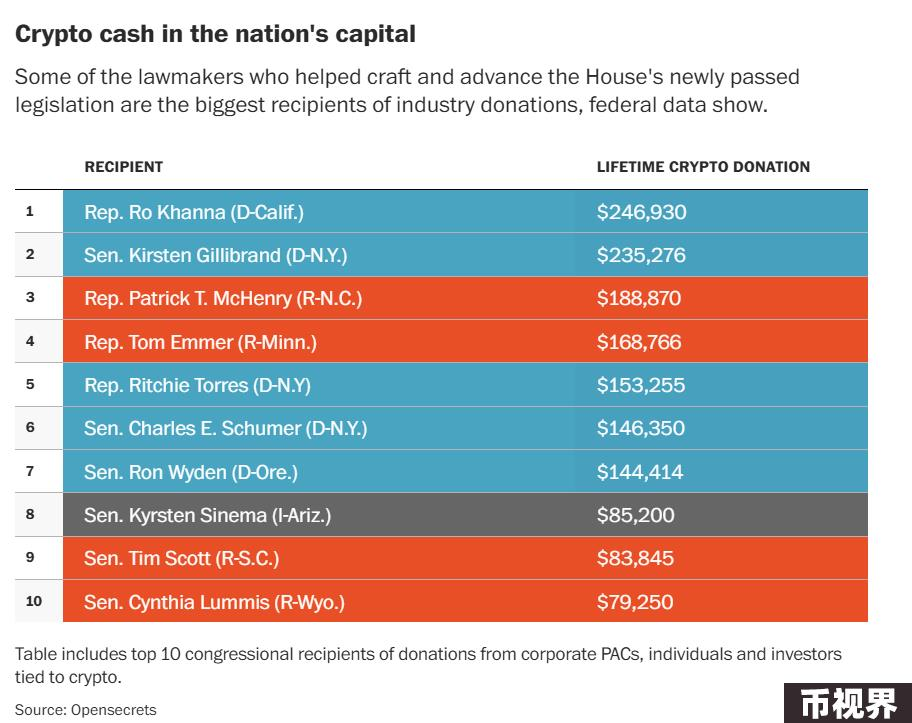 Crypto cash in the nation's capital
Some of the lawmakers who helped craft and advance the House's newly passed
legislation are the biggest recipients of industry donations, federal data show.
RECIPIENT LIFETIME CRYPTO DONATION
1 Rep. Ro Khanna (D-Calif.) $246,930
2 Sen. Kirsten Gillibrand (D-N.Y.) $235,276
3 Rep. Patrick T. McHenry (R-N.C.) $188,870
4 Rep. Tom Emmer (R-Minn.) $168,766
5 Rep. Ritchie Torres (D-N.Y) $153,255
6 Sen. Charles E. Schumer (D-N.Y.) $146,350
7 Sen. Ron Wyden (D-Ore.) $144,414
8 Sen. Kyrsten Sinema (I-Ariz.) $85,200
9 Sen. Tim Scott (R-S.C.) $83,845
10 Sen. Cynthia Lummis (R-Wyo.) $79,250
Table includes top 10 congressional recipients of donations from corporate PACs, individuals and investors
tied to crypto.
Source: Opensecrets
币视界